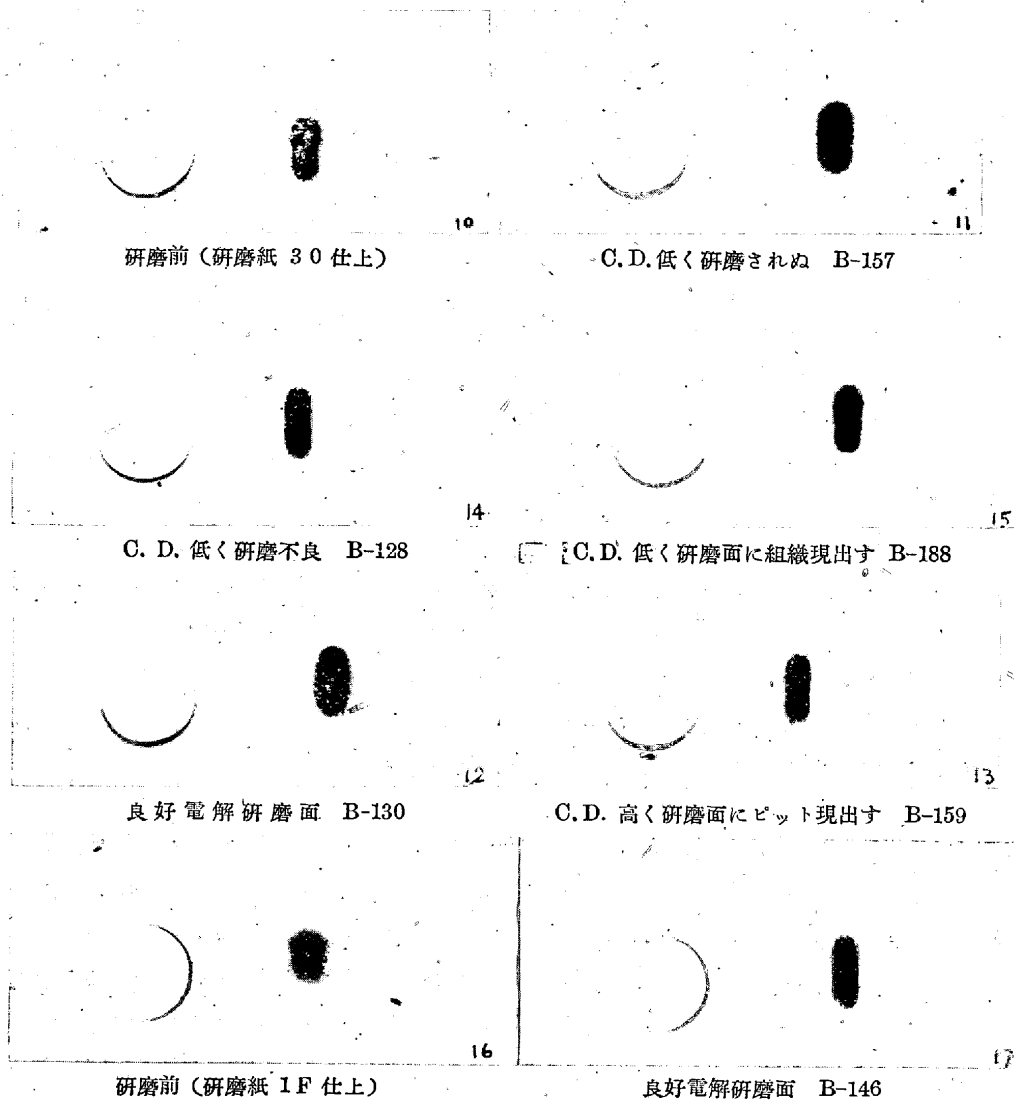 10
11
研磨前（研磨紙 30 仕上）
C.D.低く研磨されぬ B-157
14
15
C. D. 低く研磨不良 B-128
C.D. 低く研磨面に組織現出す B-188
12
13
良好電解研磨面 B-130
C.D. 高く研磨面にピット現出す B-159
16
17
研磨前（研磨紙 1F 仕上）
良好電解研磨面 B-146